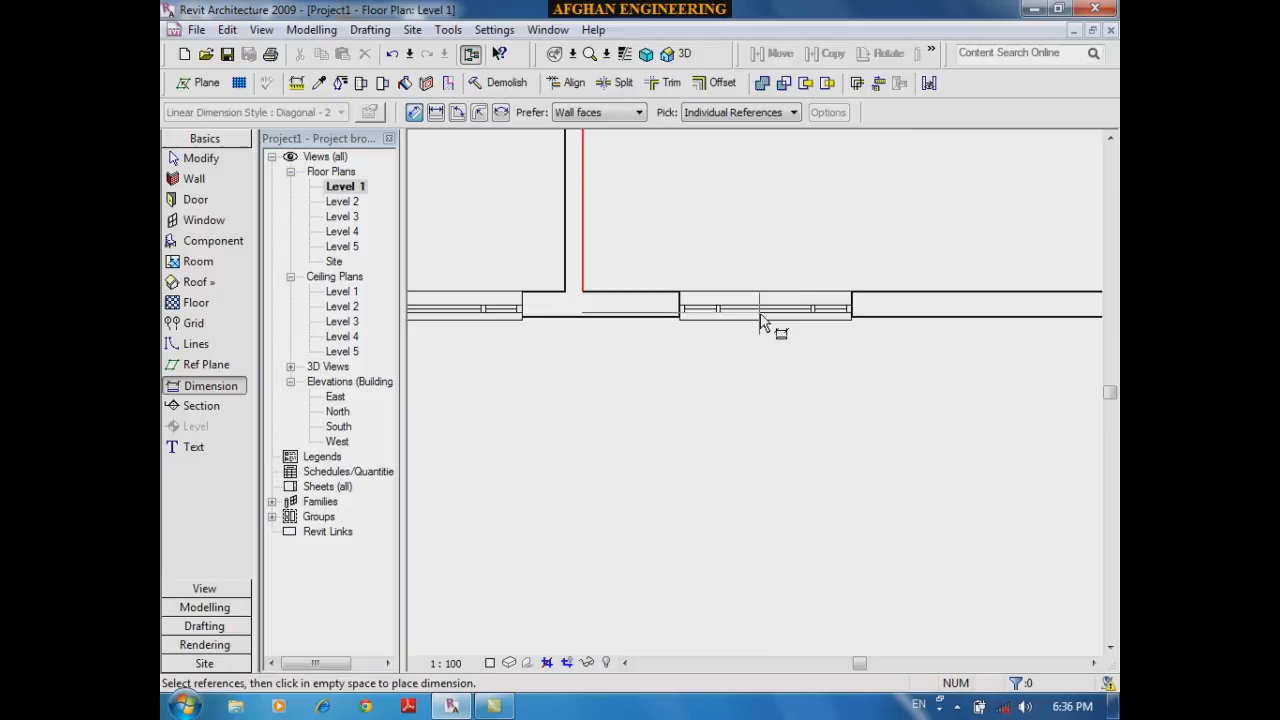 Revit Architecture 2009 - [Project1 - Floor Plan: Level 1]
AFGHAN ENGINEERING
File Edit View Modelling Drafting Site Tools Settings Window Help
3D Move Copy Rotate » Content Search Online
Plane Demolish Align Split Trim Offset
Linear Dimension Style : Diagonal - 2 Prefer: Wall faces Pick: Individual References Options
Basics
Modify
Wall
Door
Window
Component
Room
Roof »
Floor
Grid
Lines
Ref Plane
Dimension
Section
Level
Text
View
Modelling
Drafting
Rendering
Site
Project1 - Project bro...
Views (all)
Floor Plans
Level 1
Level 2
Level 3
Level 4
Level 5
Site
Ceiling Plans
Level 1
Level 2
Level 3
Level 4
Level 5
3D Views
Elevations (Building
East
North
South
West
Legends
Schedules/Quantitie
Sheets (all)
Families
Groups
Revit Links
1 : 100
Select references, then click in empty space to place dimension.
NUM
:0
EN
6:36 PM